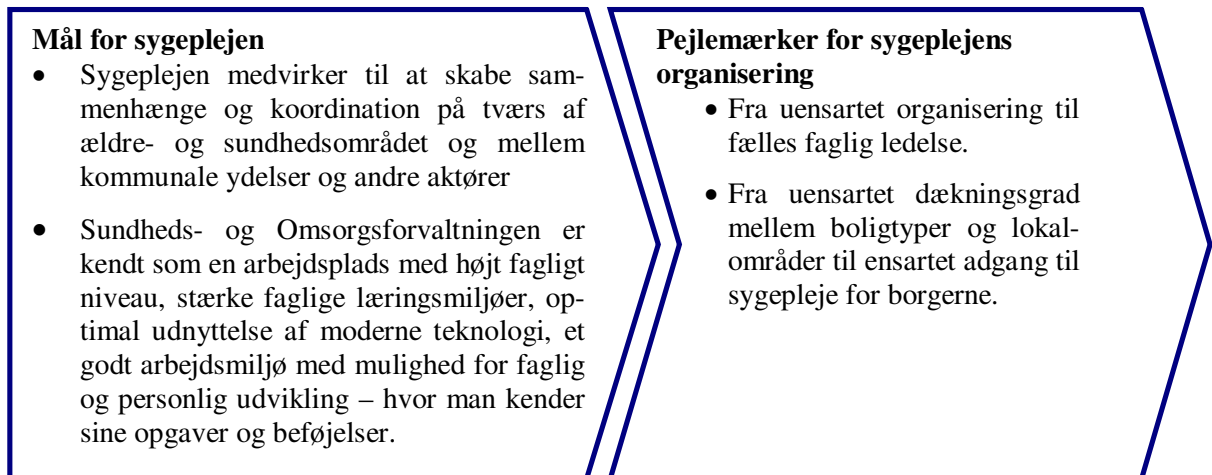 Mål for sygeplejen
• Sygeplejen medvirker til at skabe sam-
menhænge og koordination på tværs af
ældre- og sundhedsområdet og mellem
kommunale ydelser og andre aktører
• Sundheds- og Omsorgsforvaltningen er
kendt som en arbejdsplads med højt fagligt
niveau, stærke faglige læringsmiljøer, op-
timal udnyttelse af moderne teknologi, et
godt arbejdsmiljø med mulighed for faglig
og personlig udvikling – hvor man kender
sine opgaver og beføjelser.
Pejlemærker for sygeplejens
organisering
• Fra uensartet organisering til
fælles faglig ledelse.
• Fra uensartet dækningsgrad
mellem boligtyper og lokal-
områder til ensartet adgang til
sygepleje for borgerne.